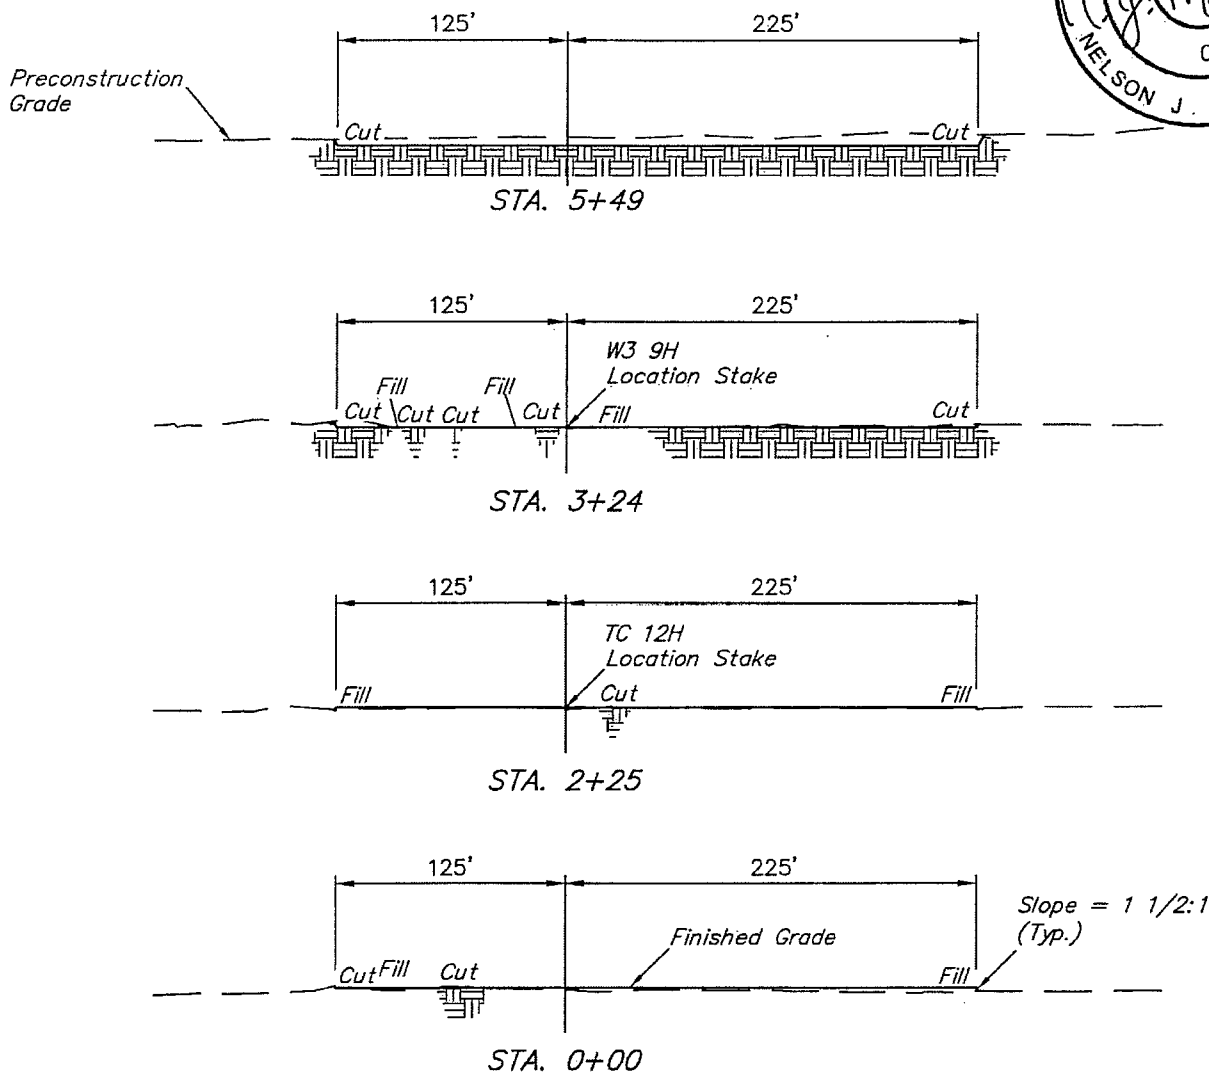 125'
225'
Preconstruction
Grade
Cut
Cut
STA. 5+49
NELSON J.
125'
225'
W3 9H
Location Stake
Fill
Fill
Cut
Cut
Cut
Cut
Fill
Cut
STA. 3+24
125'
225'
TC 12H
Location Stake
Fill
Cut
Fill
STA. 2+25
125'
225'
Slope = 1 1/2:1
(Typ.)
Finished Grade
Cut
Fill
Cut
Fill
STA. 0+00